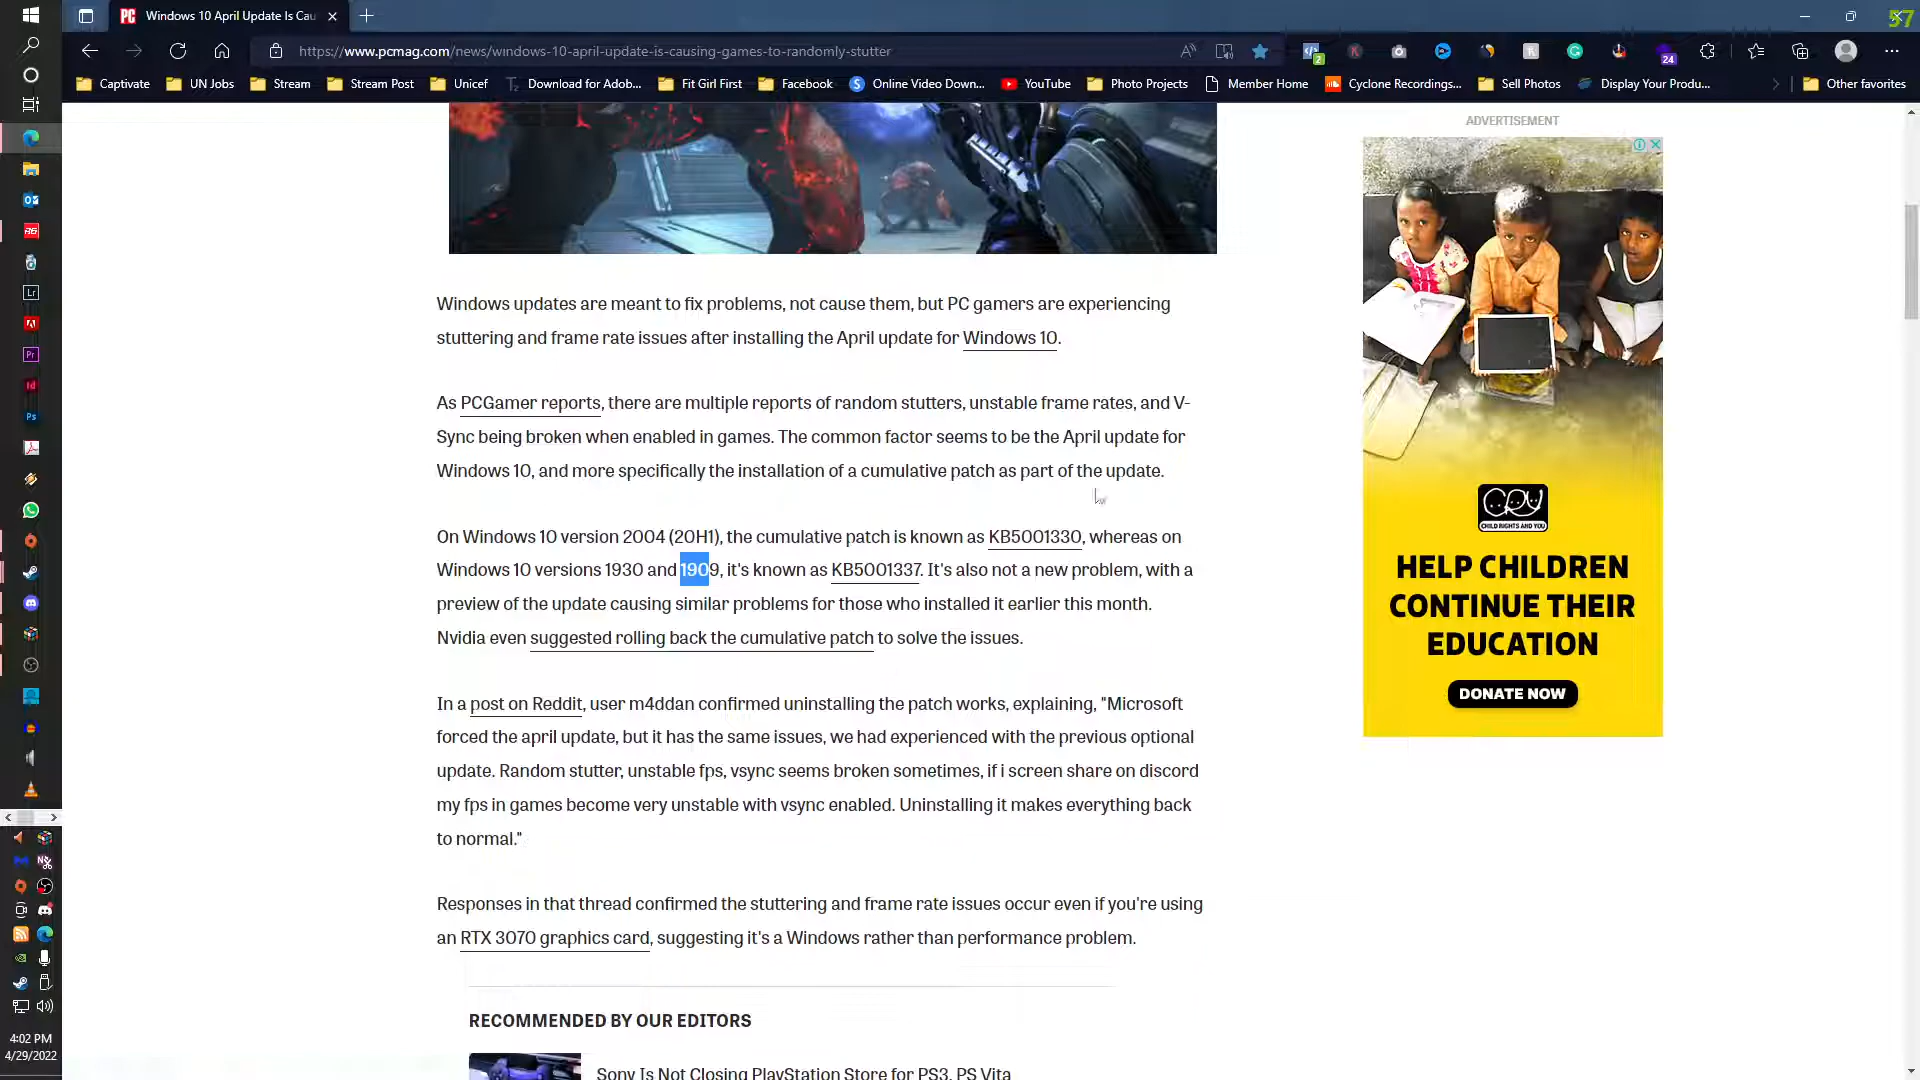 Windows 10 April Update Is Cau
57
https://www.pcmag.com/news/windows-10-april-update-is-causing-games-to-randomly-stutter
2
24
Captivate
UN Jobs
Stream
Stream Post
Unicef
Download for Adob...
Fit Girl First
Facebook
Online Video Down...
YouTube
Photo Projects
Member Home
Cyclone Recordings...
Sell Photos
Display Your Produ...
Other favorites
Windows updates are meant to fix problems, not cause them, but PC gamers are experiencing
stuttering and frame rate issues after installing the April update for Windows 10.
As PCGamer reports, there are multiple reports of random stutters, unstable frame rates, and V-
Sync being broken when enabled in games. The common factor seems to be the April update for
Windows 10, and more specifically the installation of a cumulative patch as part of the update.
On Windows 10 version 2004 (20H1), the cumulative patch is known as KB5001330, whereas on
Windows 10 versions 1930 and 1909, it's known as KB5001337. It's also not a new problem, with a
preview of the update causing similar problems for those who installed it earlier this month.
Nvidia even suggested rolling back the cumulative patch to solve the issues.
In a post on Reddit, user m4ddan confirmed uninstalling the patch works, explaining, "Microsoft
forced the april update, but it has the same issues, we had experienced with the previous optional
update. Random stutter, unstable fps, vsync seems broken sometimes, if i screen share on discord
my fps in games become very unstable with vsync enabled. Uninstalling it makes everything back
to normal."
Responses in that thread confirmed the stuttering and frame rate issues occur even if you're using
an RTX 3070 graphics card, suggesting it's a Windows rather than performance problem.
RECOMMENDED BY OUR EDITORS
Sony Is Not Closing PlayStation Store for PS3, PS Vita
ADVERTISEMENT
CRY
CHILD RIGHTS AND YOU
HELP CHILDREN
CONTINUE THEIR
EDUCATION
DONATE NOW
Lr
Pr
Id
Ps
4:02 PM
4/29/2022